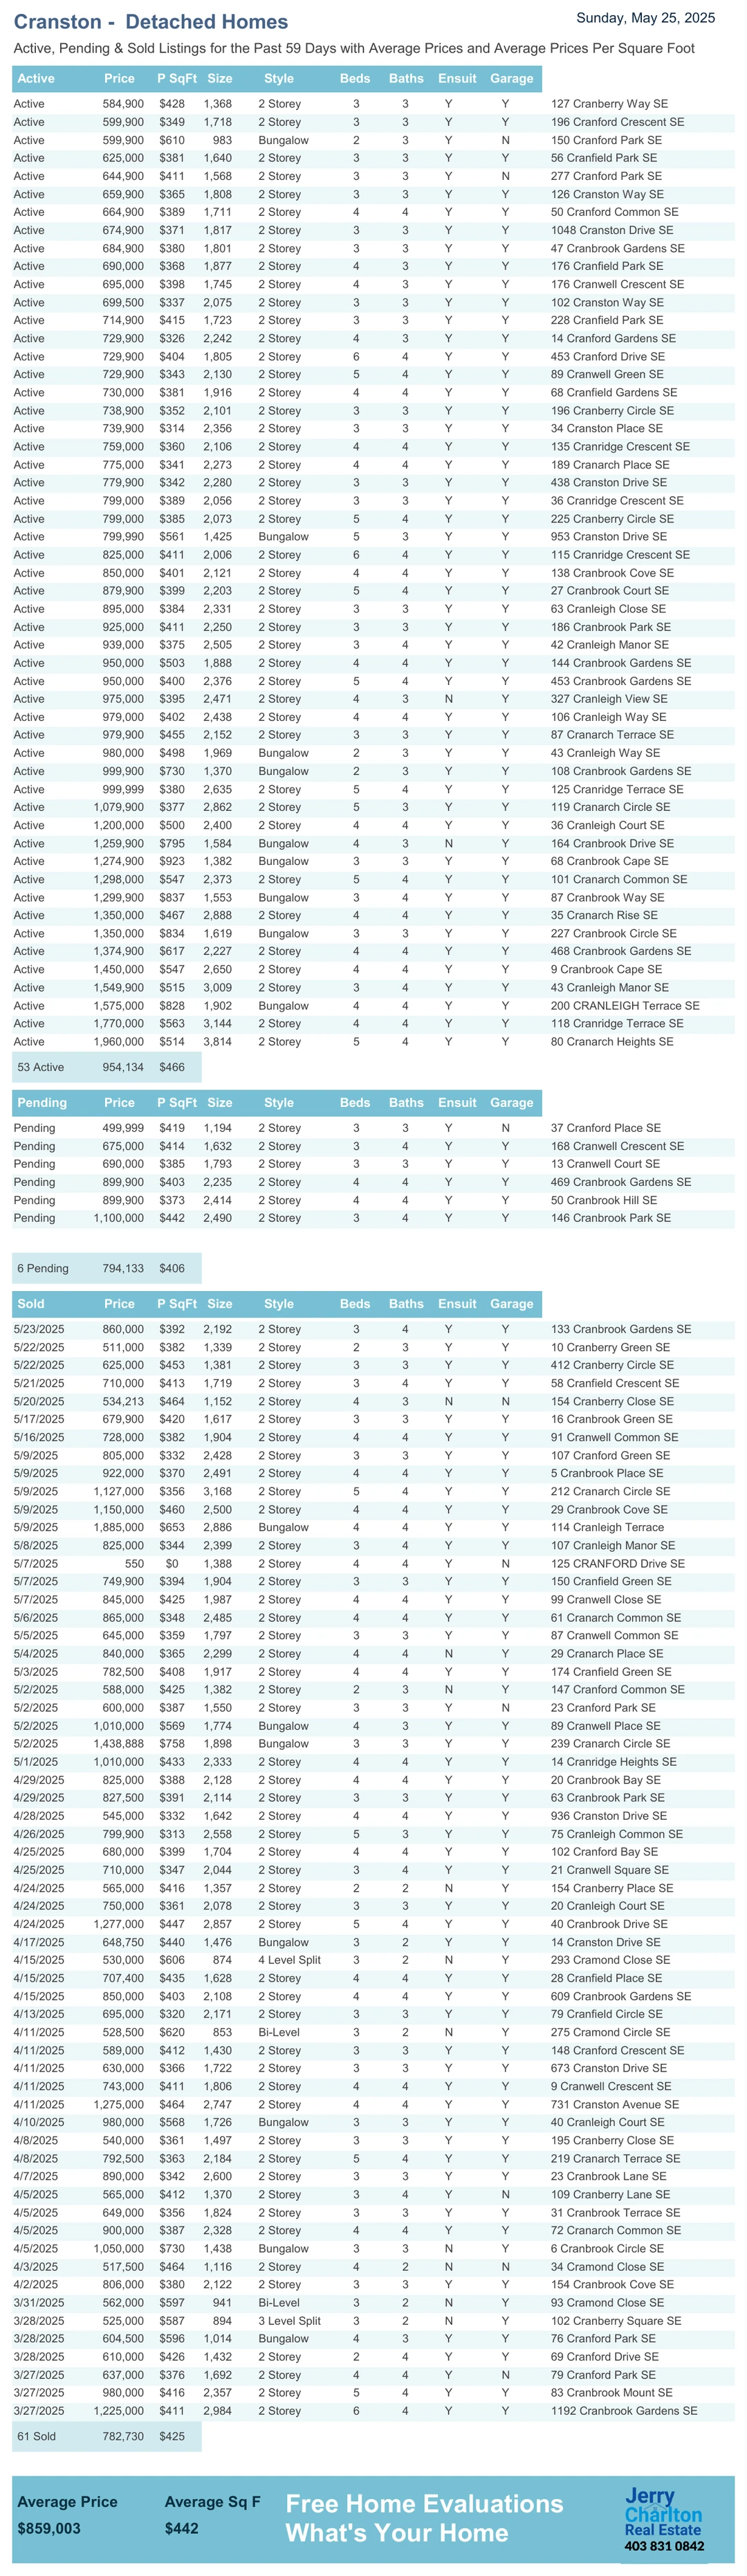 Cranston -  Detached Homes
Sunday, May 25, 2025
Active, Pending & Sold Listings for the Past 59 Days with Average Prices and Average Prices Per Square Foot
Active Price P SqFt Size Style Beds Baths Ensuit Garage
Active 584,900 $428 1,368 2 Storey 3 3 Y Y 127 Cranberry Way SE
Active 599,900 $349 1,718 2 Storey 3 3 Y Y 196 Cranford Crescent SE
Active 599,900 $610 983 Bungalow 2 3 Y N 150 Cranford Park SE
Active 625,000 $381 1,640 2 Storey 3 3 Y Y 56 Cranfield Park SE
Active 644,900 $411 1,568 2 Storey 3 3 Y N 277 Cranford Park SE
Active 659,900 $365 1,808 2 Storey 3 3 Y Y 126 Cranston Way SE
Active 664,900 $389 1,711 2 Storey 4 4 Y Y 50 Cranford Common SE
Active 674,900 $371 1,817 2 Storey 3 3 Y Y 1048 Cranston Drive SE
Active 684,900 $380 1,801 2 Storey 3 3 Y Y 47 Cranbrook Gardens SE
Active 690,000 $368 1,877 2 Storey 4 3 Y Y 176 Cranfield Park SE
Active 695,000 $398 1,745 2 Storey 4 3 Y Y 176 Cranwell Crescent SE
Active 699,500 $337 2,075 2 Storey 3 3 Y Y 102 Cranston Way SE
Active 714,900 $415 1,723 2 Storey 3 3 Y Y 228 Cranfield Park SE
Active 729,900 $326 2,242 2 Storey 4 3 Y Y 14 Cranford Gardens SE
Active 729,900 $404 1,805 2 Storey 6 4 Y Y 453 Cranford Drive SE
Active 729,900 $343 2,130 2 Storey 5 4 Y Y 89 Cranwell Green SE
Active 730,000 $381 1,916 2 Storey 4 4 Y Y 68 Cranfield Gardens SE
Active 738,900 $352 2,101 2 Storey 3 3 Y Y 196 Cranberry Circle SE
Active 739,900 $314 2,356 2 Storey 3 3 Y Y 34 Cranston Place SE
Active 759,000 $360 2,106 2 Storey 4 4 Y Y 135 Cranridge Crescent SE
Active 775,000 $341 2,273 2 Storey 4 4 Y Y 189 Cranarch Place SE
Active 779,900 $342 2,280 2 Storey 3 3 Y Y 438 Cranston Drive SE
Active 799,000 $389 2,056 2 Storey 3 3 Y Y 36 Cranridge Crescent SE
Active 799,000 $385 2,073 2 Storey 5 4 Y Y 225 Cranberry Circle SE
Active 799,990 $561 1,425 Bungalow 5 3 Y Y 953 Cranston Drive SE
Active 825,000 $411 2,006 2 Storey 6 4 Y Y 115 Cranridge Crescent SE
Active 850,000 $401 2,121 2 Storey 4 4 Y Y 138 Cranbrook Cove SE
Active 879,900 $399 2,203 2 Storey 5 4 Y Y 27 Cranbrook Court SE
Active 895,000 $384 2,331 2 Storey 3 3 Y Y 63 Cranleigh Close SE
Active 925,000 $411 2,250 2 Storey 3 3 Y Y 186 Cranbrook Park SE
Active 939,000 $375 2,505 2 Storey 3 4 Y Y 42 Cranleigh Manor SE
Active 950,000 $503 1,888 2 Storey 4 4 Y Y 144 Cranbrook Gardens SE
Active 950,000 $400 2,376 2 Storey 5 4 Y Y 453 Cranbrook Gardens SE
Active 975,000 $395 2,471 2 Storey 4 3 N Y 327 Cranleigh View SE
Active 979,000 $402 2,438 2 Storey 4 4 Y Y 106 Cranleigh Way SE
Active 979,900 $455 2,152 2 Storey 3 3 Y Y 87 Cranarch Terrace SE
Active 980,000 $498 1,969 Bungalow 2 3 Y Y 43 Cranleigh Way SE
Active 999,900 $730 1,370 Bungalow 2 3 Y Y 108 Cranbrook Gardens SE
Active 999,999 $380 2,635 2 Storey 5 4 Y Y 125 Cranridge Terrace SE
Active 1,079,900 $377 2,862 2 Storey 5 3 Y Y 119 Cranarch Circle SE
Active 1,200,000 $500 2,400 2 Storey 4 4 Y Y 36 Cranleigh Court SE
Active 1,259,900 $795 1,584 Bungalow 4 3 N Y 164 Cranbrook Drive SE
Active 1,274,900 $923 1,382 Bungalow 3 3 Y Y 68 Cranbrook Cape SE
Active 1,298,000 $547 2,373 2 Storey 5 4 Y Y 101 Cranarch Common SE
Active 1,299,900 $837 1,553 Bungalow 3 4 Y Y 87 Cranbrook Way SE
Active 1,350,000 $467 2,888 2 Storey 4 4 Y Y 35 Cranarch Rise SE
Active 1,350,000 $834 1,619 Bungalow 3 3 Y Y 227 Cranbrook Circle SE
Active 1,374,900 $617 2,227 2 Storey 4 4 Y Y 468 Cranbrook Gardens SE
Active 1,450,000 $547 2,650 2 Storey 4 4 Y Y 9 Cranbrook Cape SE
Active 1,549,900 $515 3,009 2 Storey 3 4 Y Y 43 Cranleigh Manor SE
Active 1,575,000 $828 1,902 Bungalow 4 4 Y Y 200 CRANLEIGH Terrace SE
Active 1,770,000 $563 3,144 2 Storey 4 4 Y Y 118 Cranridge Terrace SE
Active 1,960,000 $514 3,814 2 Storey 5 4 Y Y 80 Cranarch Heights SE
53 Active 954,134 $466
Pending Price P SqFt Size Style Beds Baths Ensuit Garage
Pending 499,999 $419 1,194 2 Storey 3 3 Y N 37 Cranford Place SE
Pending 675,000 $414 1,632 2 Storey 3 4 Y Y 168 Cranwell Crescent SE
Pending 690,000 $385 1,793 2 Storey 3 3 Y Y 13 Cranwell Court SE
Pending 899,900 $403 2,235 2 Storey 4 4 Y Y 469 Cranbrook Gardens SE
Pending 899,900 $373 2,414 2 Storey 4 4 Y Y 50 Cranbrook Hill SE
Pending 1,100,000 $442 2,490 2 Storey 3 4 Y Y 146 Cranbrook Park SE
6 Pending 794,133 $406
Sold Price P SqFt Size Style Beds Baths Ensuit Garage
5/23/2025 860,000 $392 2,192 2 Storey 3 4 Y Y 133 Cranbrook Gardens SE
5/22/2025 511,000 $382 1,339 2 Storey 2 3 Y Y 10 Cranberry Green SE
5/22/2025 625,000 $453 1,381 2 Storey 3 3 Y Y 412 Cranberry Circle SE
5/21/2025 710,000 $413 1,719 2 Storey 3 4 Y Y 58 Cranfield Crescent SE
5/20/2025 534,213 $464 1,152 2 Storey 4 3 N N 154 Cranberry Close SE
5/17/2025 679,900 $420 1,617 2 Storey 3 3 Y Y 16 Cranbrook Green SE
5/16/2025 728,000 $382 1,904 2 Storey 4 4 Y Y 91 Cranwell Common SE
5/9/2025 805,000 $332 2,428 2 Storey 3 3 Y Y 107 Cranford Green SE
5/9/2025 922,000 $370 2,491 2 Storey 4 4 Y Y 5 Cranbrook Place SE
5/9/2025 1,127,000 $356 3,168 2 Storey 5 4 Y Y 212 Cranarch Circle SE
5/9/2025 1,150,000 $460 2,500 2 Storey 4 4 Y Y 29 Cranbrook Cove SE
5/9/2025 1,885,000 $653 2,886 Bungalow 4 4 Y Y 114 Cranleigh Terrace
5/8/2025 825,000 $344 2,399 2 Storey 3 4 Y Y 107 Cranleigh Manor SE
5/7/2025 550 $0 1,388 2 Storey 4 4 Y N 125 CRANFORD Drive SE
5/7/2025 749,900 $394 1,904 2 Storey 3 3 Y Y 150 Cranfield Green SE
5/7/2025 845,000 $425 1,987 2 Storey 4 4 Y Y 99 Cranwell Close SE
5/6/2025 865,000 $348 2,485 2 Storey 4 4 Y Y 61 Cranarch Common SE
5/5/2025 645,000 $359 1,797 2 Storey 3 3 Y Y 87 Cranwell Common SE
5/4/2025 840,000 $365 2,299 2 Storey 4 4 N Y 29 Cranarch Place SE
5/3/2025 782,500 $408 1,917 2 Storey 4 4 Y Y 174 Cranfield Green SE
5/2/2025 588,000 $425 1,382 2 Storey 2 3 N Y 147 Cranford Common SE
5/2/2025 600,000 $387 1,550 2 Storey 3 3 Y N 23 Cranford Park SE
5/2/2025 1,010,000 $569 1,774 Bungalow 4 3 Y Y 89 Cranwell Place SE
5/2/2025 1,438,888 $758 1,898 Bungalow 3 3 Y Y 239 Cranarch Circle SE
5/1/2025 1,010,000 $433 2,333 2 Storey 4 4 Y Y 14 Cranridge Heights SE
4/29/2025 825,000 $388 2,128 2 Storey 4 4 Y Y 20 Cranbrook Bay SE
4/29/2025 827,500 $391 2,114 2 Storey 3 3 Y Y 63 Cranbrook Park SE
4/28/2025 545,000 $332 1,642 2 Storey 4 4 Y Y 936 Cranston Drive SE
4/26/2025 799,900 $313 2,558 2 Storey 5 3 Y Y 75 Cranleigh Common SE
4/25/2025 680,000 $399 1,704 2 Storey 4 4 Y Y 102 Cranford Bay SE
4/25/2025 710,000 $347 2,044 2 Storey 3 4 Y Y 21 Cranwell Square SE
4/24/2025 565,000 $416 1,357 2 Storey 2 2 N Y 154 Cranberry Place SE
4/24/2025 750,000 $361 2,078 2 Storey 3 3 Y Y 20 Cranleigh Court SE
4/24/2025 1,277,000 $447 2,857 2 Storey 5 4 Y Y 40 Cranbrook Drive SE
4/17/2025 648,750 $440 1,476 Bungalow 3 2 Y Y 14 Cranston Drive SE
4/15/2025 530,000 $606 874 4 Level Split 3 2 N Y 293 Cramond Close SE
4/15/2025 707,400 $435 1,628 2 Storey 4 4 Y Y 28 Cranfield Place SE
4/15/2025 850,000 $403 2,108 2 Storey 4 4 Y Y 609 Cranbrook Gardens SE
4/13/2025 695,000 $320 2,171 2 Storey 3 3 Y Y 79 Cranfield Circle SE
4/11/2025 528,500 $620 853 Bi-Level 3 2 N Y 275 Cramond Circle SE
4/11/2025 589,000 $412 1,430 2 Storey 3 3 Y Y 148 Cranford Crescent SE
4/11/2025 630,000 $366 1,722 2 Storey 3 3 Y Y 673 Cranston Drive SE
4/11/2025 743,000 $411 1,806 2 Storey 4 4 Y Y 9 Cranwell Crescent SE
4/11/2025 1,275,000 $464 2,747 2 Storey 4 4 Y Y 731 Cranston Avenue SE
4/10/2025 980,000 $568 1,726 Bungalow 3 3 Y Y 40 Cranleigh Court SE
4/8/2025 540,000 $361 1,497 2 Storey 3 3 Y Y 195 Cranberry Close SE
4/8/2025 792,500 $363 2,184 2 Storey 5 4 Y Y 219 Cranarch Terrace SE
4/7/2025 890,000 $342 2,600 2 Storey 3 3 Y Y 23 Cranbrook Lane SE
4/5/2025 565,000 $412 1,370 2 Storey 3 4 Y N 109 Cranberry Lane SE
4/5/2025 649,000 $356 1,824 2 Storey 3 3 Y Y 31 Cranbrook Terrace SE
4/5/2025 900,000 $387 2,328 2 Storey 4 4 Y Y 72 Cranarch Common SE
4/5/2025 1,050,000 $730 1,438 Bungalow 3 3 N Y 6 Cranbrook Circle SE
4/3/2025 517,500 $464 1,116 2 Storey 4 2 N N 34 Cramond Close SE
4/2/2025 806,000 $380 2,122 2 Storey 3 3 Y Y 154 Cranbrook Cove SE
3/31/2025 562,000 $597 941 Bi-Level 3 2 N Y 93 Cramond Close SE
3/28/2025 525,000 $587 894 3 Level Split 3 2 N Y 102 Cranberry Square SE
3/28/2025 604,500 $596 1,014 Bungalow 4 3 Y Y 76 Cranford Park SE
3/28/2025 610,000 $426 1,432 2 Storey 2 4 Y Y 69 Cranford Drive SE
3/27/2025 637,000 $376 1,692 2 Storey 4 4 Y N 79 Cranford Park SE
3/27/2025 980,000 $416 2,357 2 Storey 5 4 Y Y 83 Cranbrook Mount SE
3/27/2025 1,225,000 $411 2,984 2 Storey 6 4 Y Y 1192 Cranbrook Gardens SE
61 Sold 782,730 $425
Average Price Average Sq F
$859,003 $442
Free Home Evaluations
What's Your Home
Jerry
Charlton
Real Estate
403 831 0842